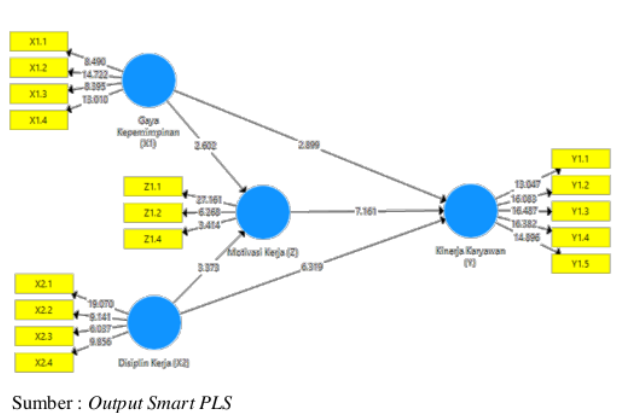 X1.1
X1.2
X1.3
X1.4
8.490
14.722
8.395
13.010
Gaya
Kepemimpinan
(X1)
2.602
2.899
Z1.1
Z1.2
Z1.4
27.161
6.268
3.414
Motivasi Kerja (Z)
7.161
Y1.1
Y1.2
Y1.3
Y1.4
Y1.5
13.047
16.083
16.487
16.382
14.896
Kinerja Karyawan
(Y)
3.373
6.319
X2.1
X2.2
X2.3
X2.4
19.070
9.141
6.037
9.856
Disiplin Kerja (X2)
Sumber : Output Smart PLS